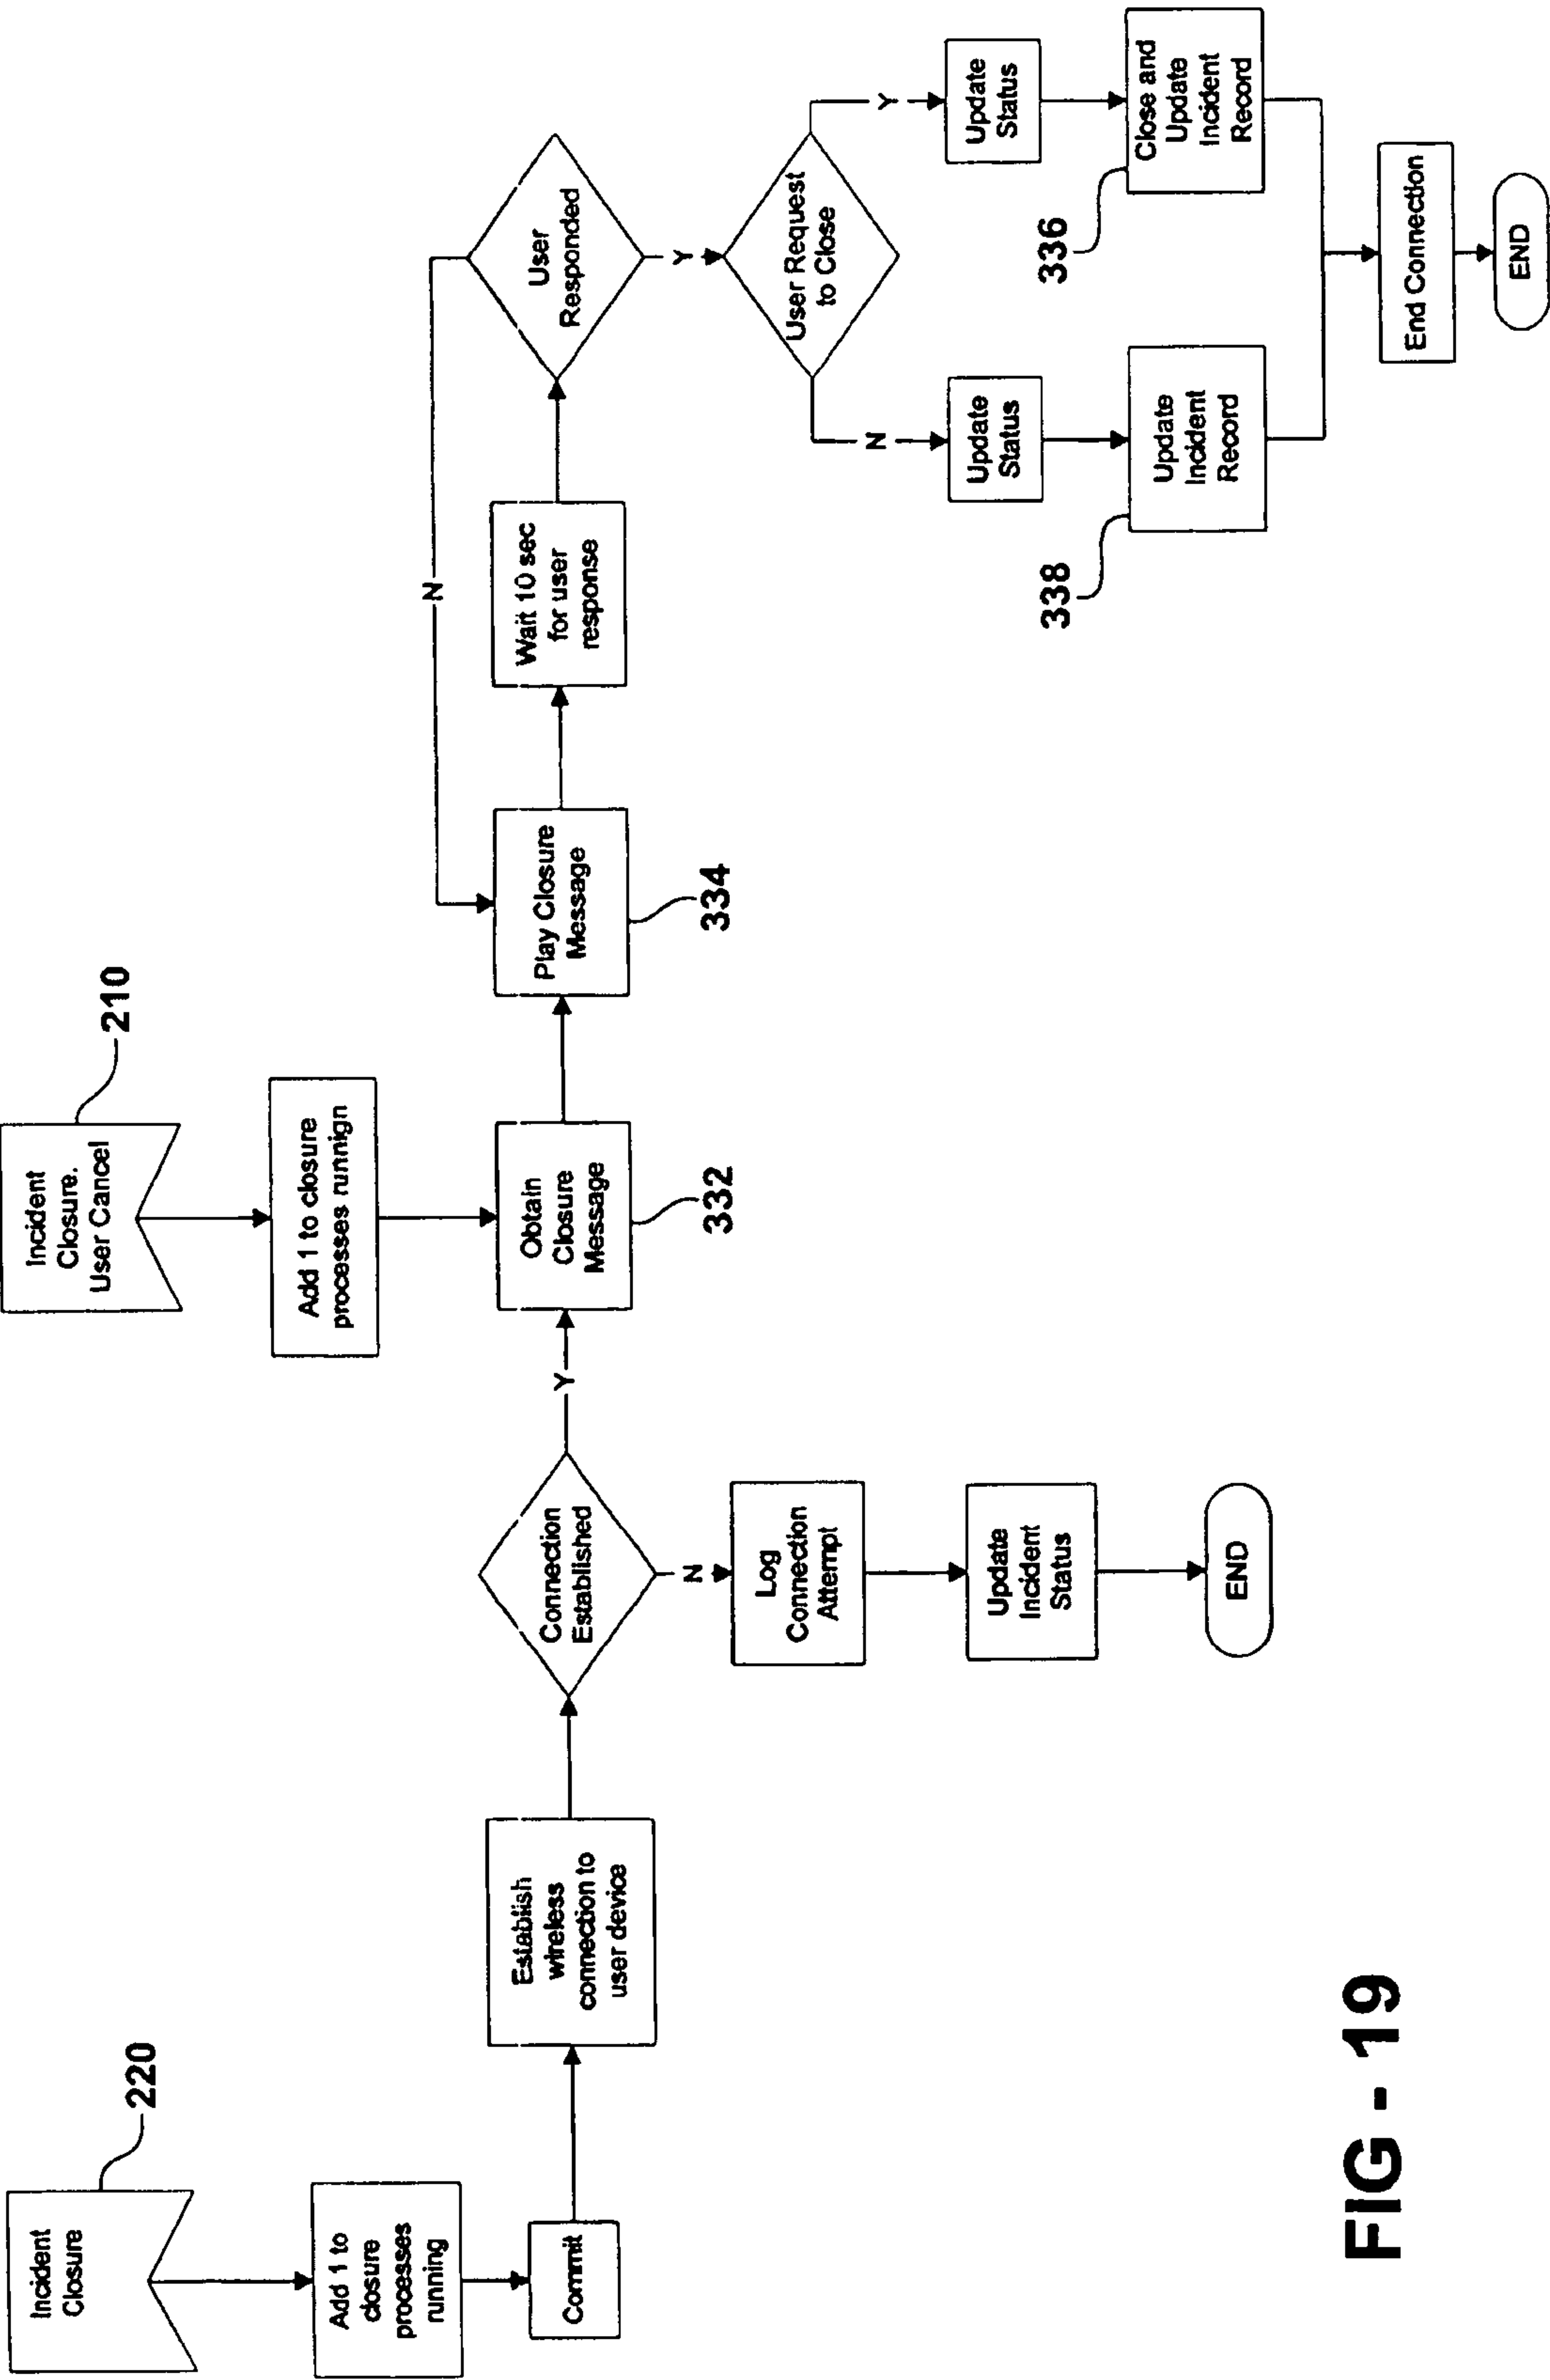 Incident
Closure
220
Add 1 to
closure
processes
running
Commit
Establish
wireless
connection to
user device
Connection
Established
N
Log
Connection
Attempt
Update
Incident
Status
END
Y
Incident
Closure.
User Cancel
210
Add 1 to closure
processes runnign
Obtain
Closure
Message
332
Play Closure
Message
334
Wait 10 sec
for user
response
User
Responded
N
Y
User Request
to Close
N
Update
Status
Update
Incident
Record
338
Y
Update
Status
Close and
Update
Incident
Record
336
End Connection
END
FIG - 19